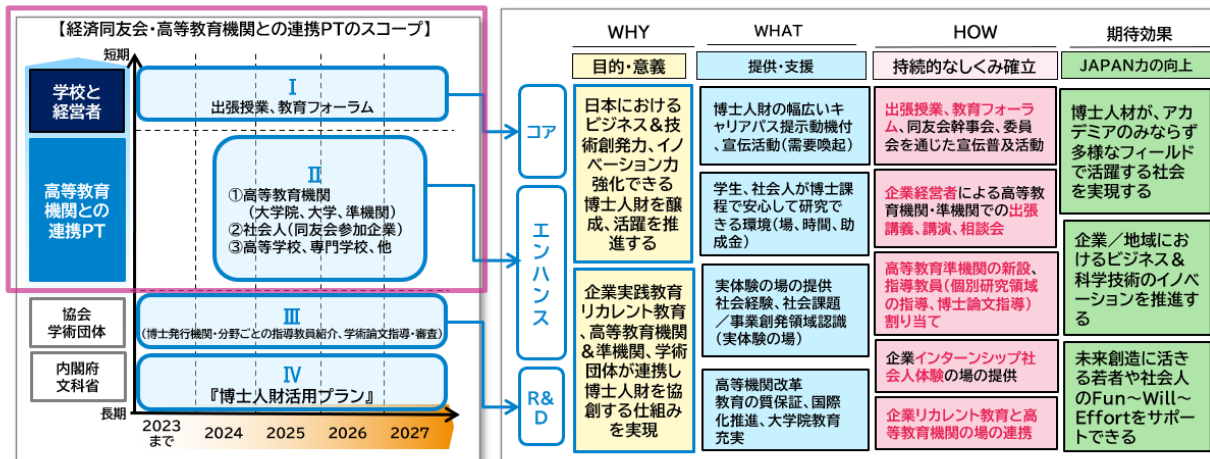 【経済同友会・高等教育機関との連携PTのスコープ】
短期
学校と
経営者
高等教育
機関との
連携PT
協会
学術団体
内閣府
文科省
長期
Ⅰ
出張授業、教育フォーラム
Ⅱ
①高等教育機関
(大学院、大学、準機関)
②社会人(同友会参加企業)
③高等学校、専門学校、他
Ⅲ
(博士発行機関・分野ごとの指導教員紹介、学術論文指導・審査)
Ⅳ
『博士人財活用プラン』
2023
まで
2024
2025
2026
2027
コア
エンハンス
R&
D
WHY
目的・意義
日本における
ビジネス&技
術創発力、イノ
ベーション力
強化できる
博士人財を醸
成、活躍を推
進する
企業実践教育
リカレント教育
、高等教育機関
&準機関、学術
団体が連携し
博士人財を協
創する仕組み
を実現
WHAT
提供・支援
博士人財の幅広いキ
ャリアパス提示動機付
、宣伝活動(需要喚起)
学生、社会人が博士課
程で安心して研究で
きる環境(場、時間、助
成金)
実体験の場の提供
社会経験、社会課題
/事業創発領域認識
(実体験の場)
高等機関改革
教育の質保証、国際
化推進、大学院教育
充実
HOW
持続的なしくみ確立
出張授業、教育フォーラ
ム、同友会幹事会、委員
会を通じた宣伝普及活動
企業経営者による高等教
育機関・準機関での出張
講義、講演、相談会
高等教育準機関の新設、
指導教員(個別研究領域
の指導、博士論文指導)
割り当て
企業インターンシップ社
会人体験の場の提供
企業リカレント教育と高
等教育機関の場の連携
期待効果
JAPAN力の向上
博士人材が、アカ
デミアのみならず
多様なフィールド
で活躍する社会
を実現する
企業/地域にお
けるビジネス&
科学技術のイノ
ベーションを推進す
る
未来創造に活き
る若者や社会人
のFun~Will~
Effortをサポー
トできる